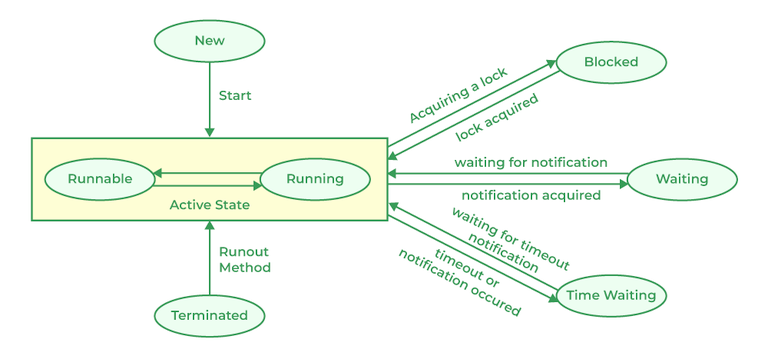 New
Start
Runnable
Running
Active State
Runout
Method
Terminated
Acquiring a lock
lock acquired
Blocked
waiting for notification
notification acquired
Waiting
waiting for timeout
notification
timeout or
notification occured
Time Waiting